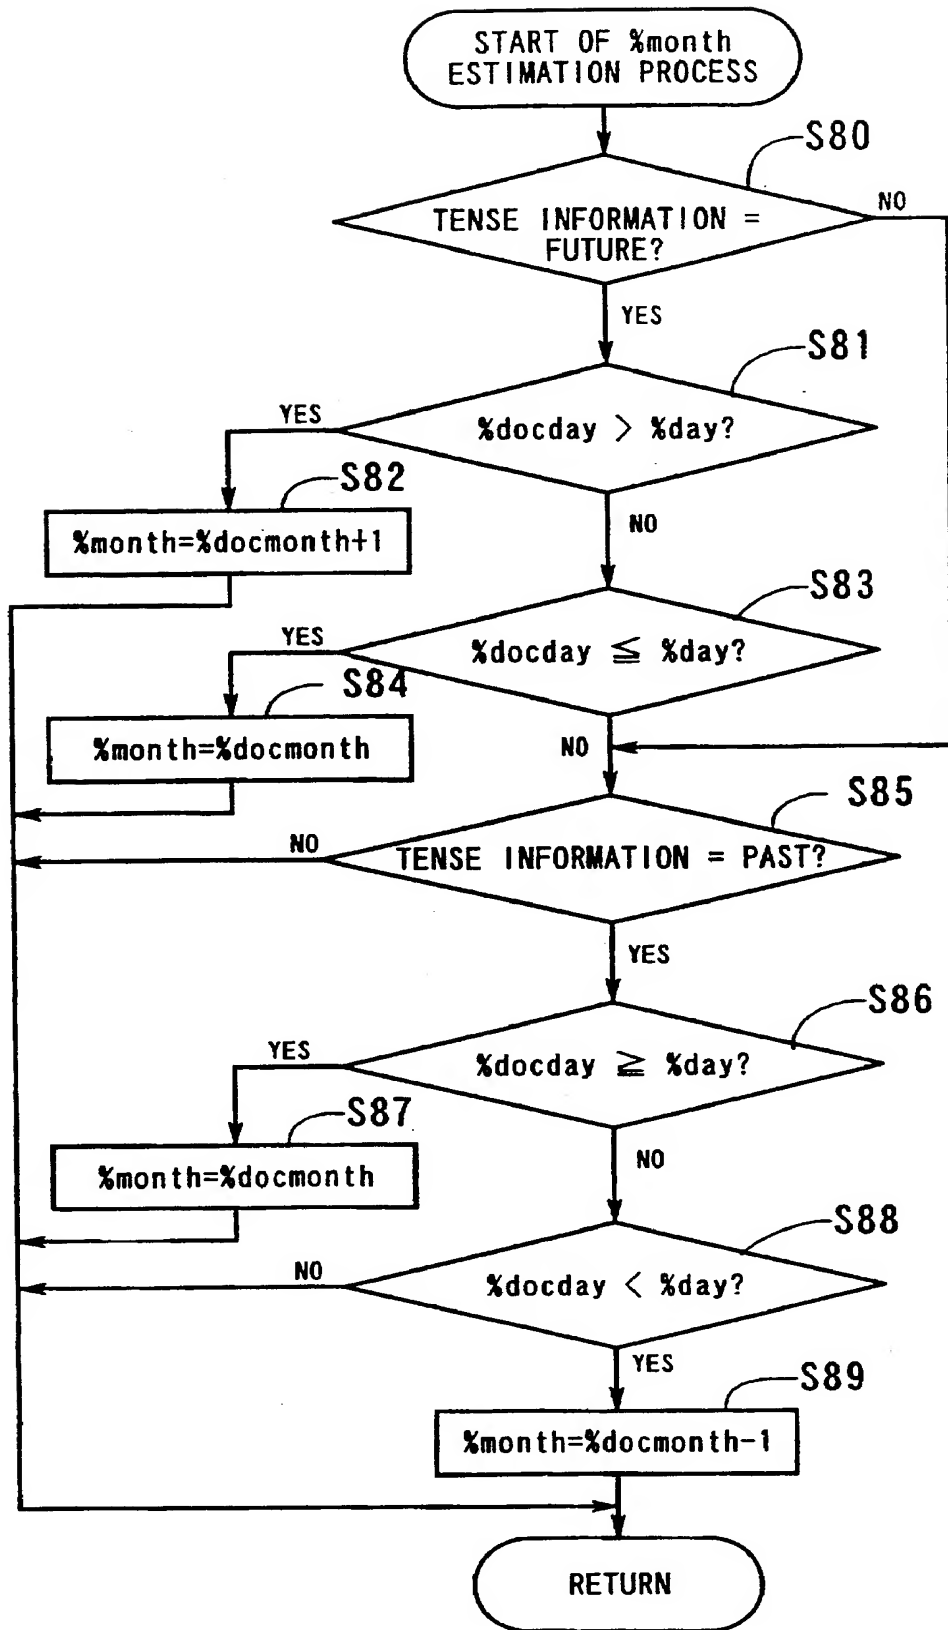 START OF %month
ESTIMATION PROCESS
S80
TENSE INFORMATION =
FUTURE?
NO
YES
S81
%docday > %day?
YES
S82
%month=%docmonth+1
NO
S83
%docday ≦ %day?
YES
S84
%month=%docmonth
NO
S85
TENSE INFORMATION = PAST?
NO
YES
S86
%docday ≧ %day?
YES
S87
%month=%docmonth
NO
S88
%docday < %day?
NO
YES
S89
%month=%docmonth-1
RETURN